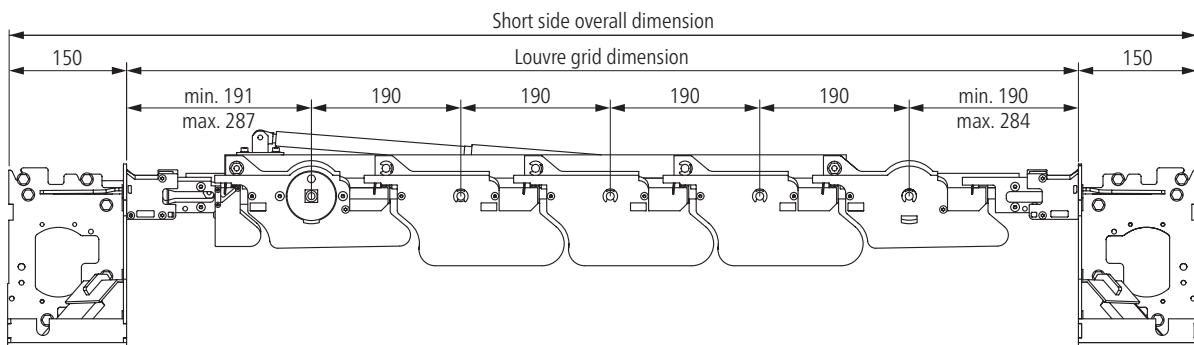 Short side overall dimension
150
Louvre grid dimension
150
min. 191
190
190
190
190
min. 190
max. 287
max. 284